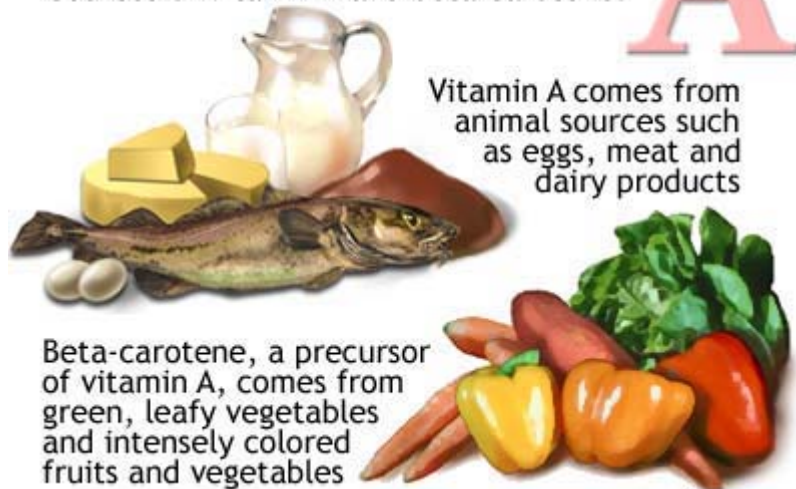 A
Vitamin A comes from
animal sources such
as eggs, meat and
dairy products
Beta-carotene, a precursor
of vitamin A, comes from
green, leafy vegetables
and intensely colored
fruits and vegetables